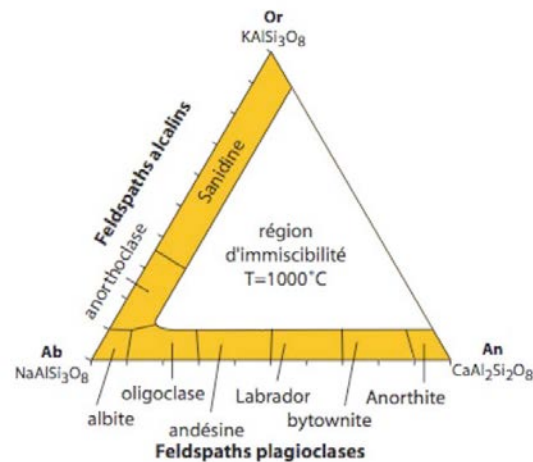 Or
KAlSi₃O₈
Feldspaths alcalins
Sanidine
anorthoclase
région
d'immiscibilité
T=1000°C
Ab
NaAlSi₃O₈
An
CaAl₂Si₂O₈
albite
oligoclase
andésine
Labrador
bytownite
Anorthite
Feldspaths plagioclases